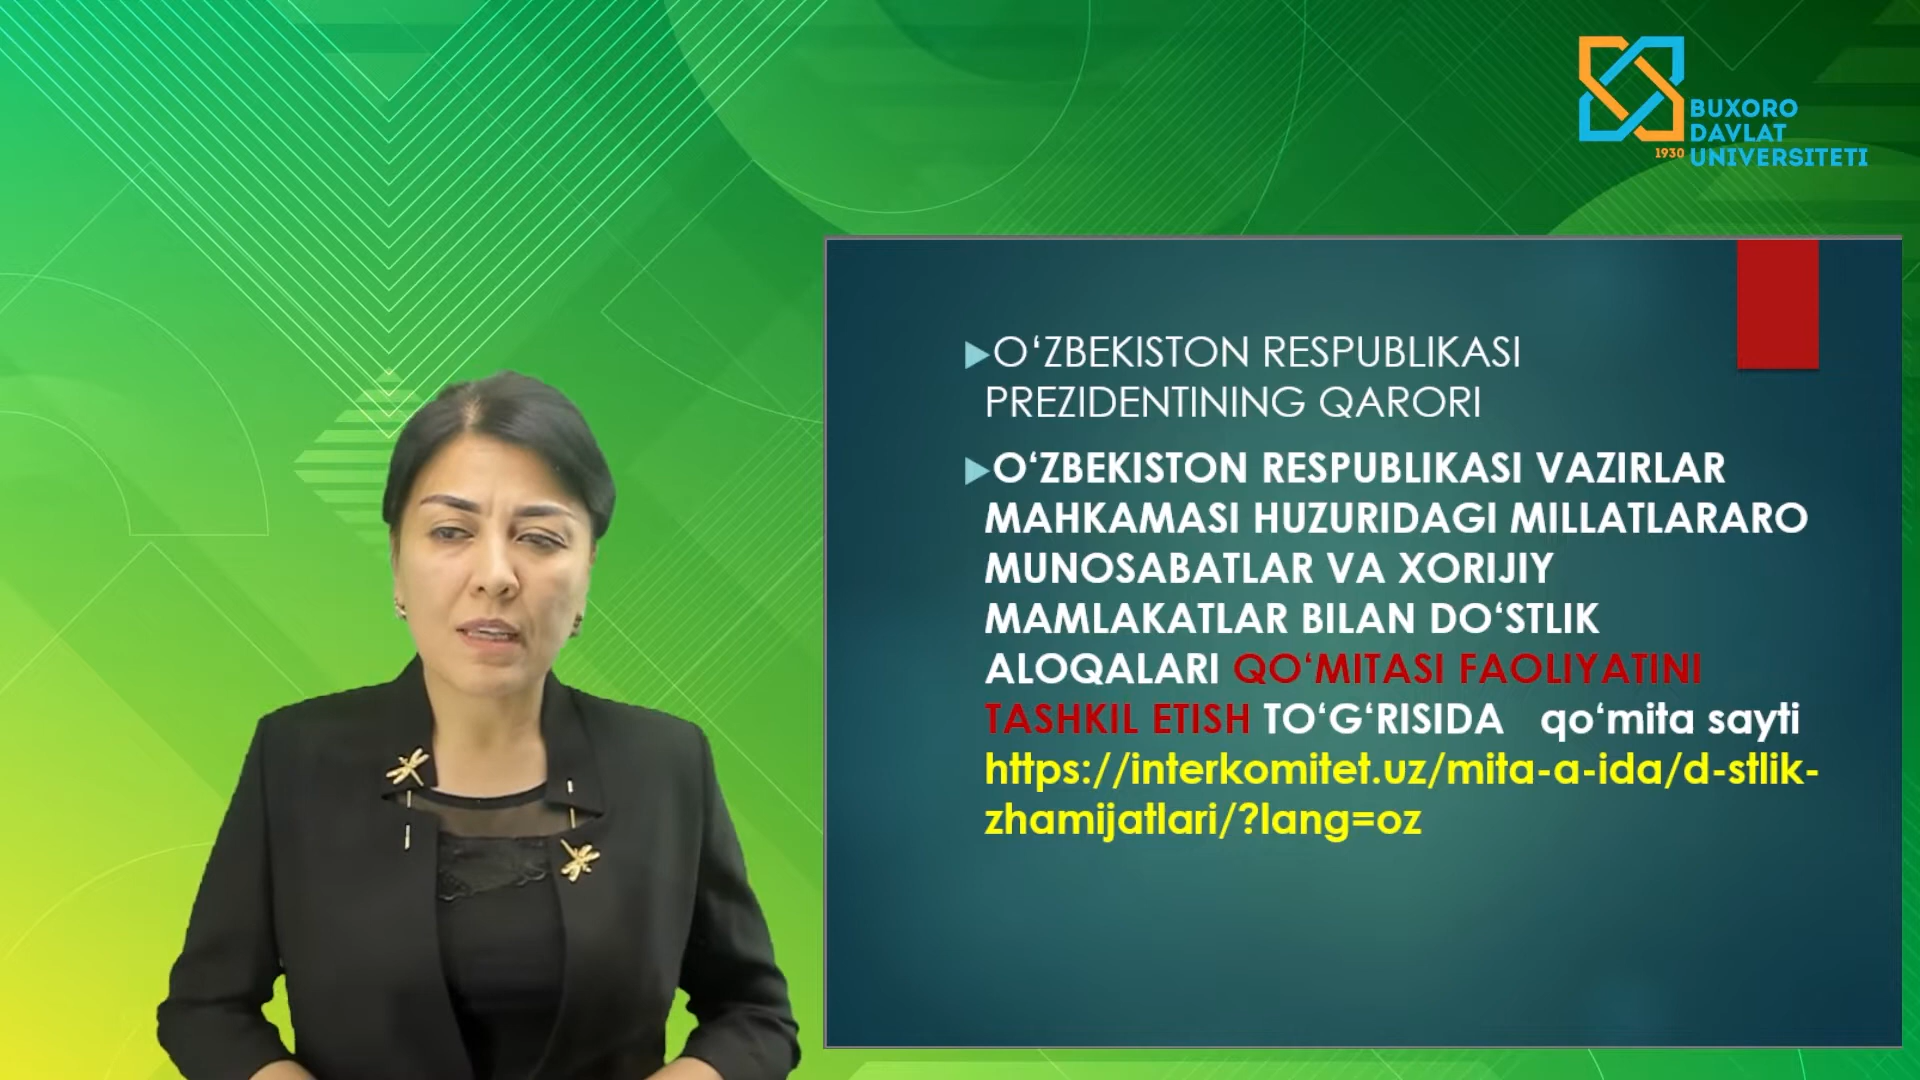 BUXORO
DAVLAT
1930 UNIVERSITETI
O‘ZBEKISTON RESPUBLIKASI
PREZIDENTINING QARORI
O‘ZBEKISTON RESPUBLIKASI VAZIRLAR
MAHKAMASI HUZURIDAGI MILLATLARARO
MUNOSABATLAR VA XORIJIY
MAMLAKATLAR BILAN DO‘STLIK
ALOQALARI QO‘MITASI FAOLIYATINI
TASHKIL ETISH TO‘G‘RISIDA qo‘mita sayti
https://interkomitet.uz/mita-a-ida/d-stlik-
zhamijatlari/?lang=oz